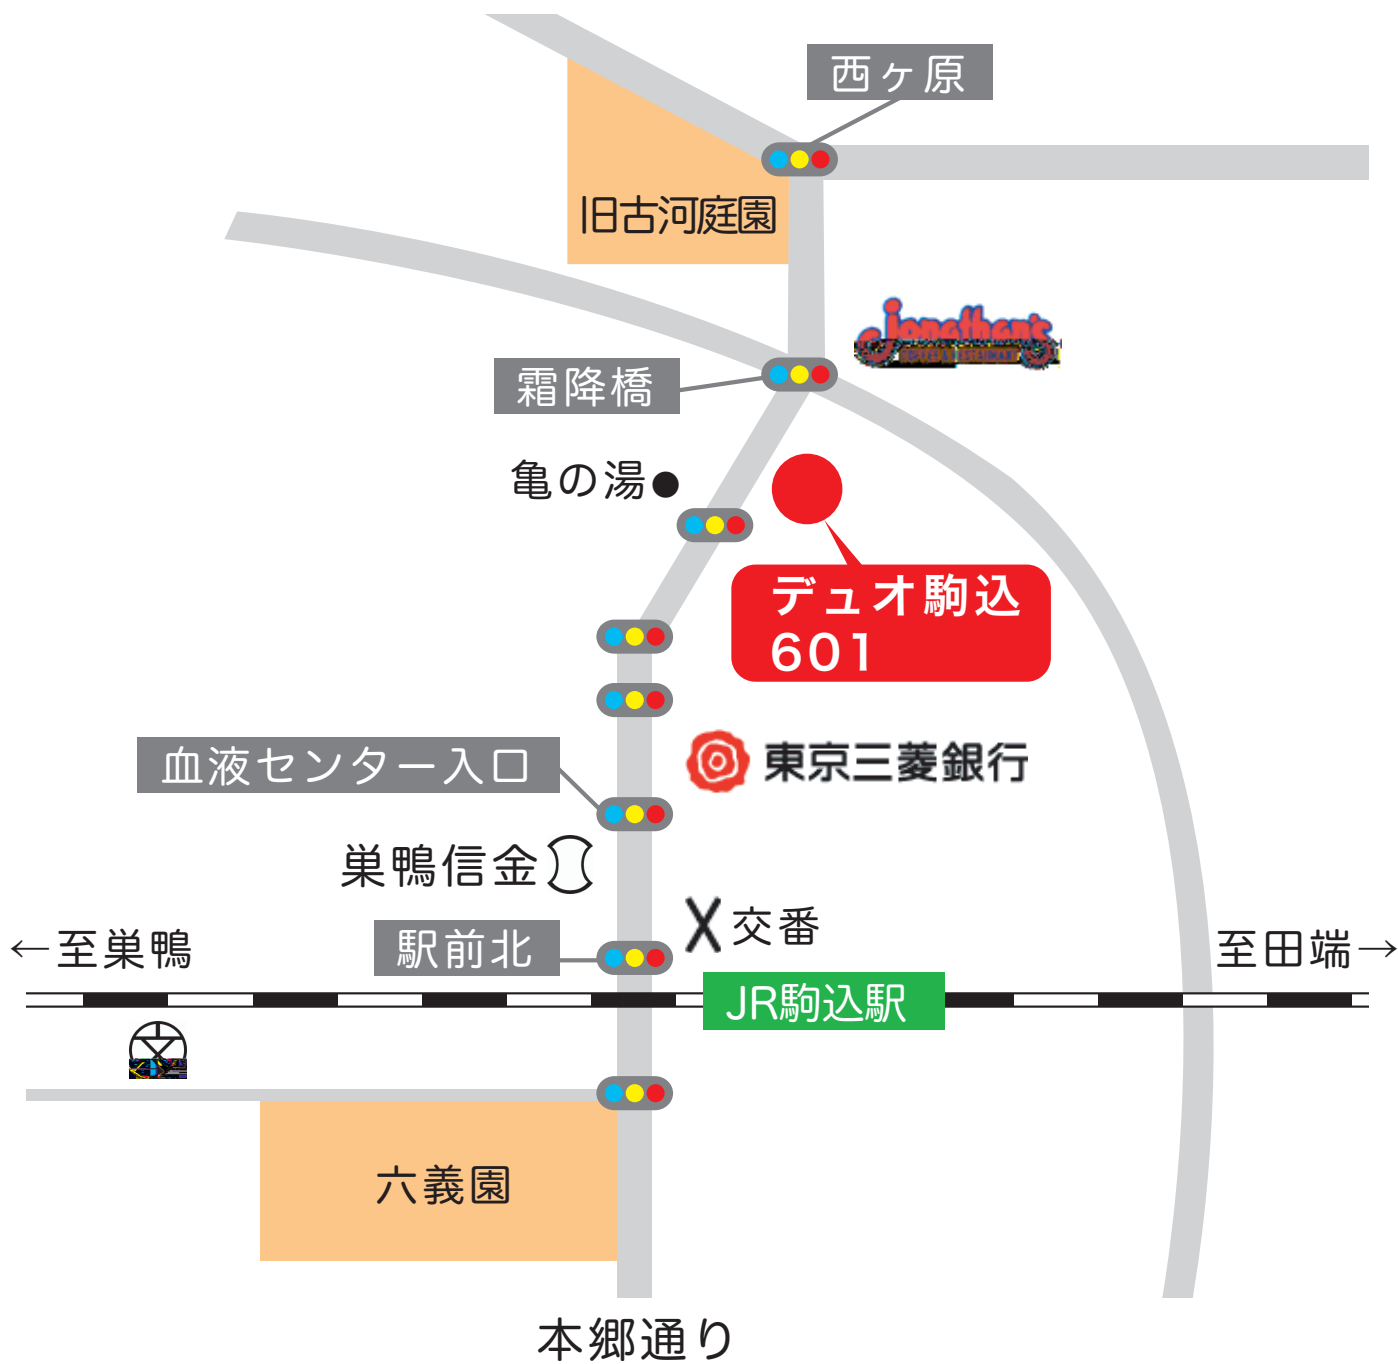 西ヶ原
旧古河庭園
jonathan's
霜降橋
亀の湯
デュオ駒込
601
血液センター入口
東京三菱銀行
巣鴨信金
交番
駅前北
←至巣鴨
至田端→
JR駒込駅
六義園
本郷通り